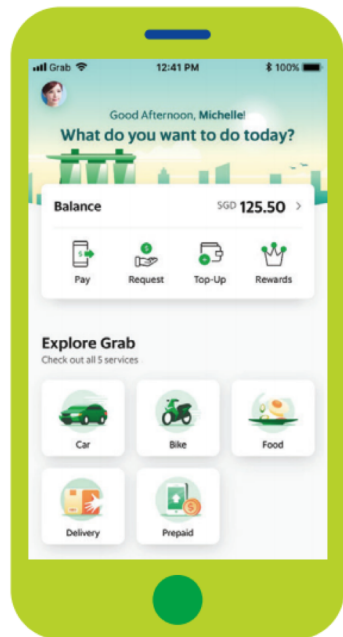 Grab 12:41 PM 100%
Good Afternoon, Michelle!
What do you want to do today?
Balance SGD 125.50 >
Pay Request Top-Up Rewards
Explore Grab
Check out all 5 services
Car Bike Food
Delivery Prepaid